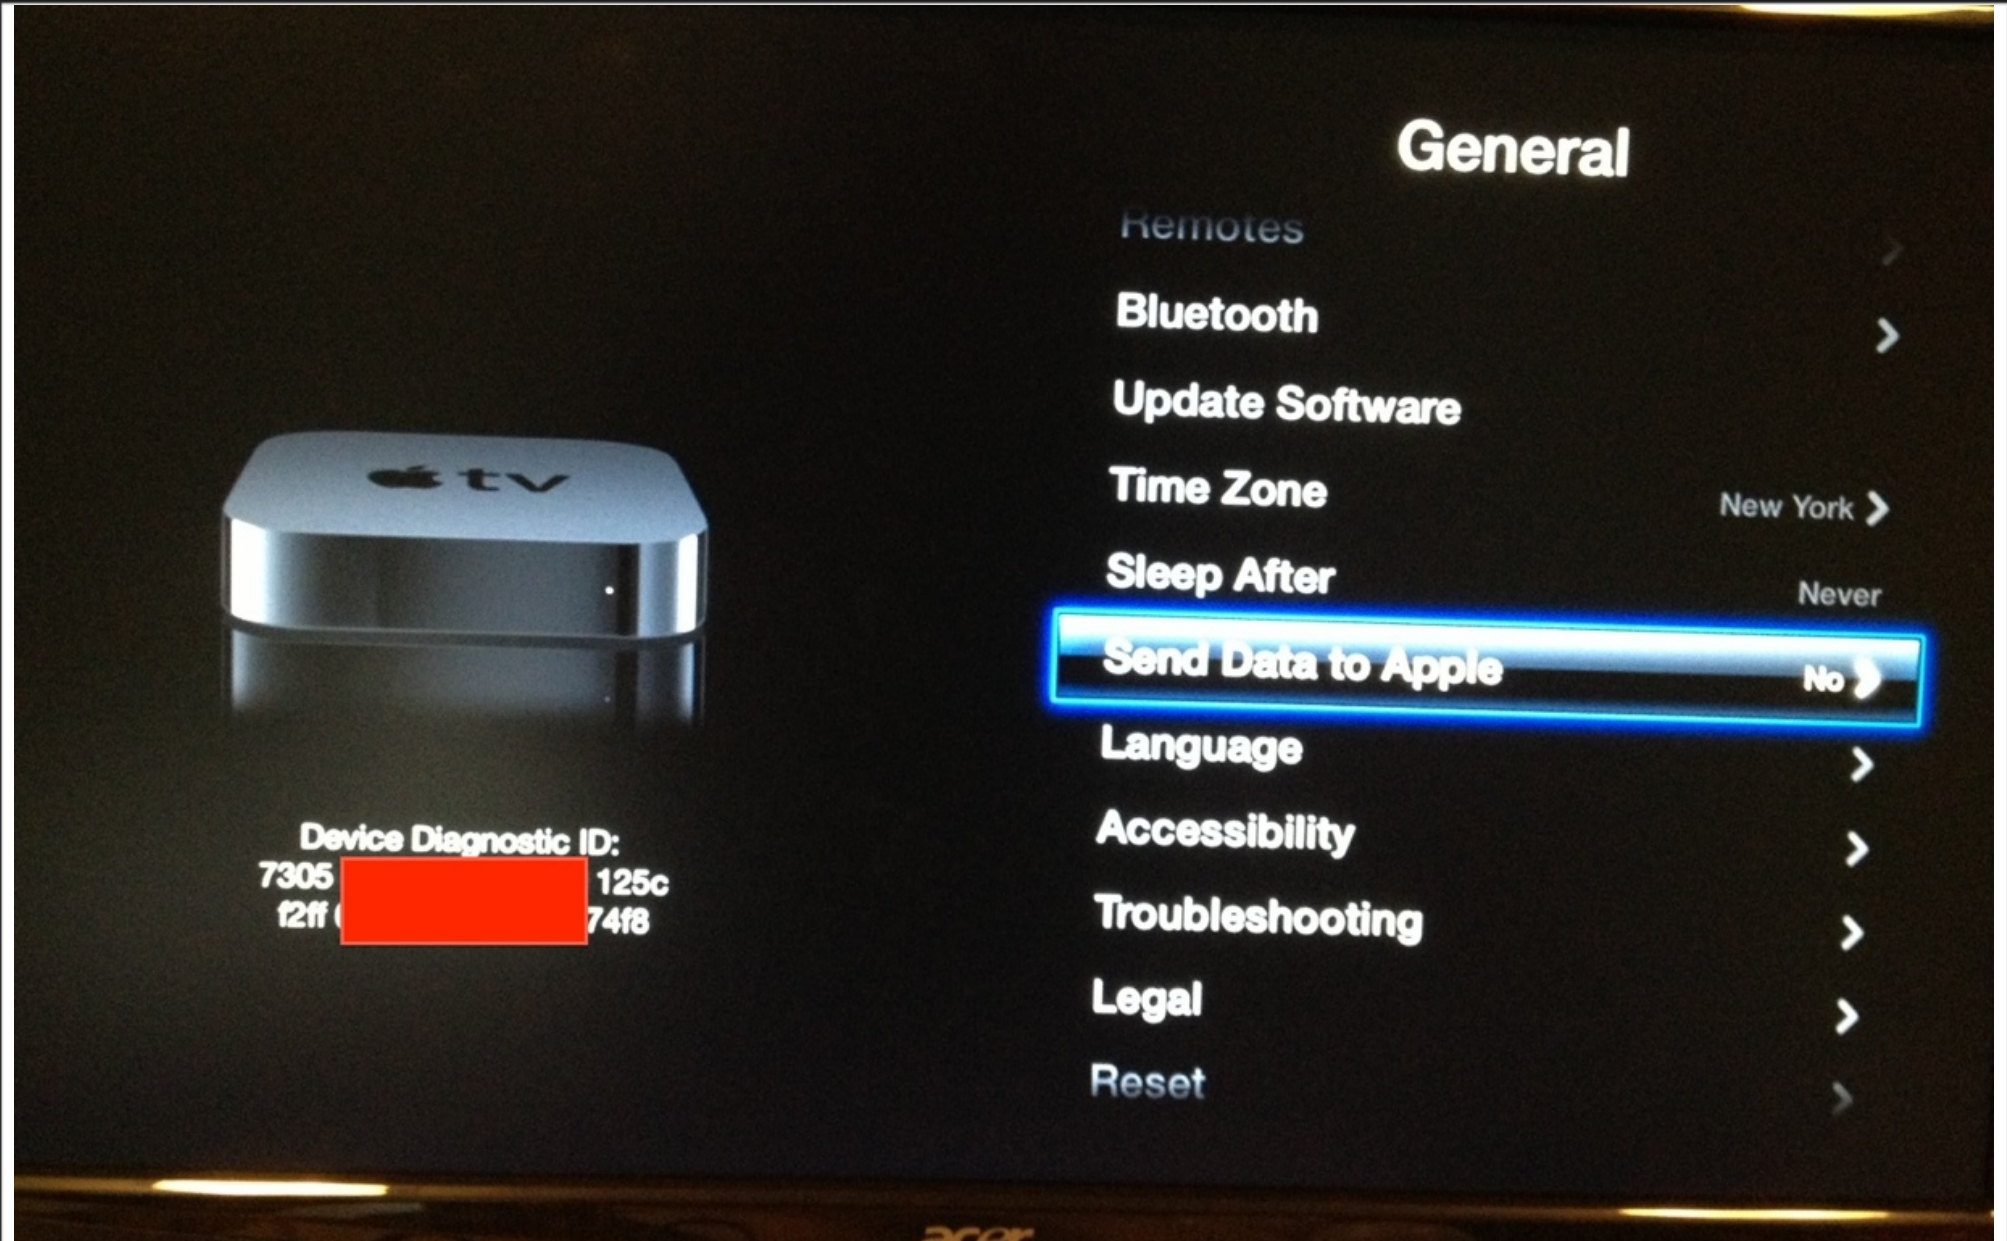 General
Remotes
Bluetooth
Update Software
Time Zone New York
Sleep After Never
Send Data to Apple No
Language
Accessibility
Troubleshooting
Legal
Reset
tv
Device Diagnostic ID:
7305 125c
f2ff 74f8
acer